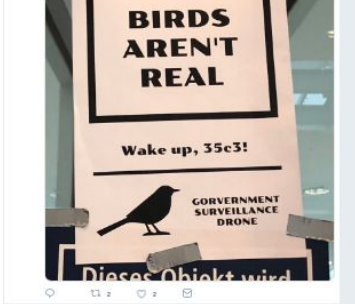 BIRDS
AREN'T
REAL
Wake up, 35c3!
GORVERNMENT
SURVEILLANCE
DRONE
Dieses Objekt wird
2 2